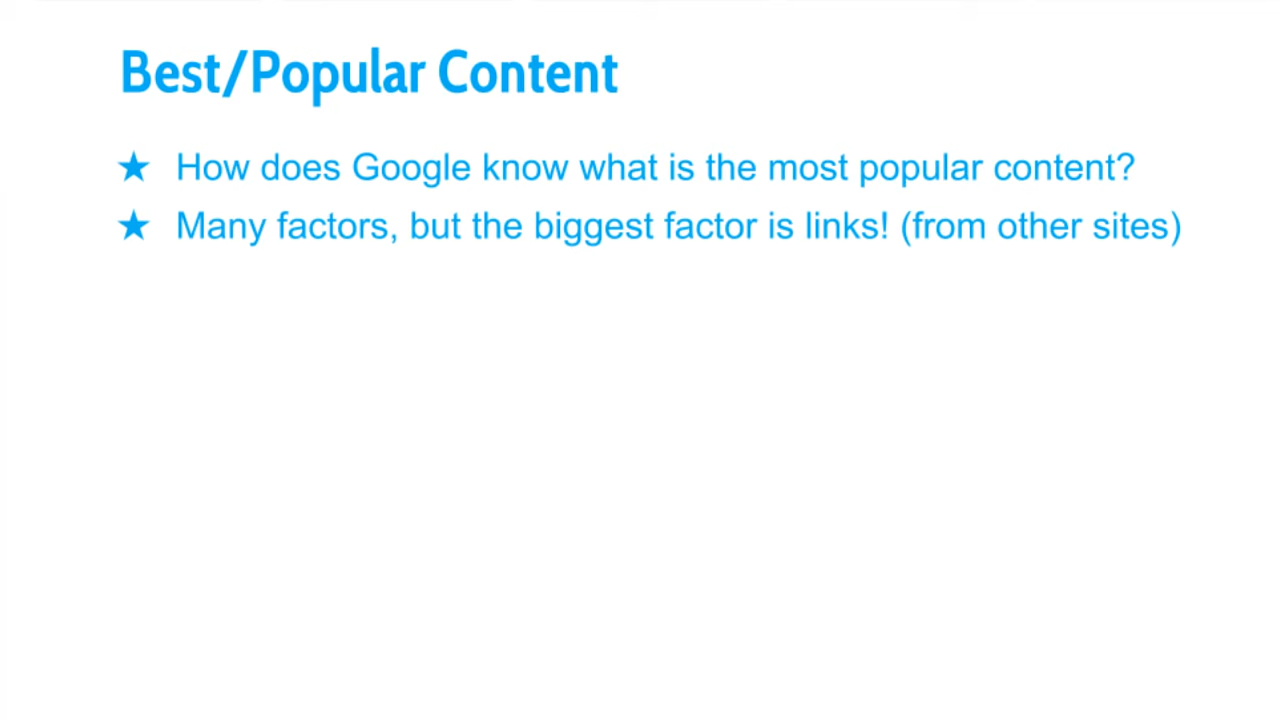 Best/Popular Content
★ How does Google know what is the most popular content?
★ Many factors, but the biggest factor is links! (from other sites)